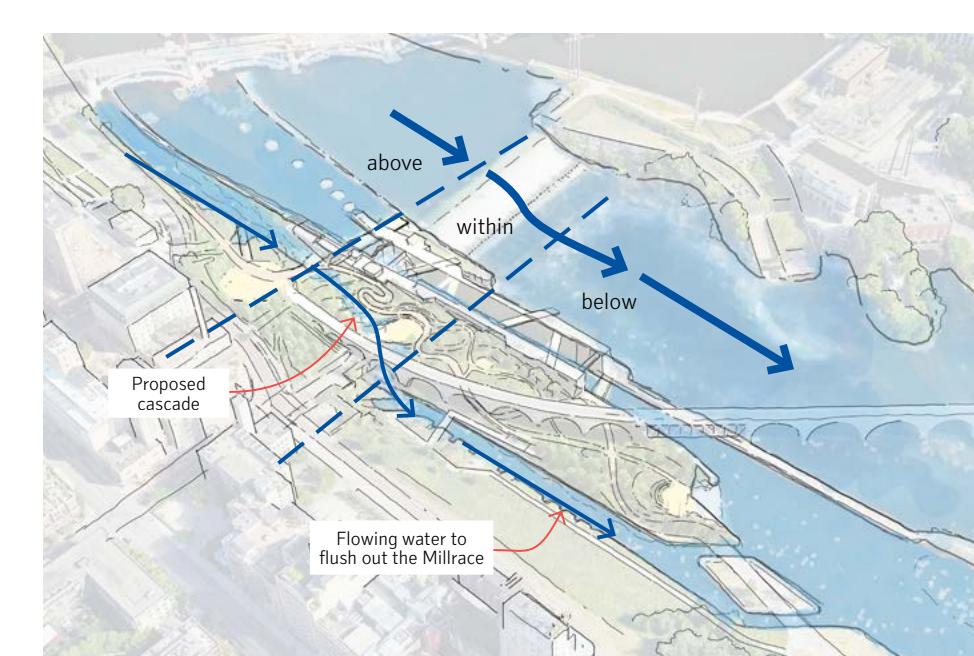 above
within
below
Proposed
cascade
Flowing water to
flush out the Millrace